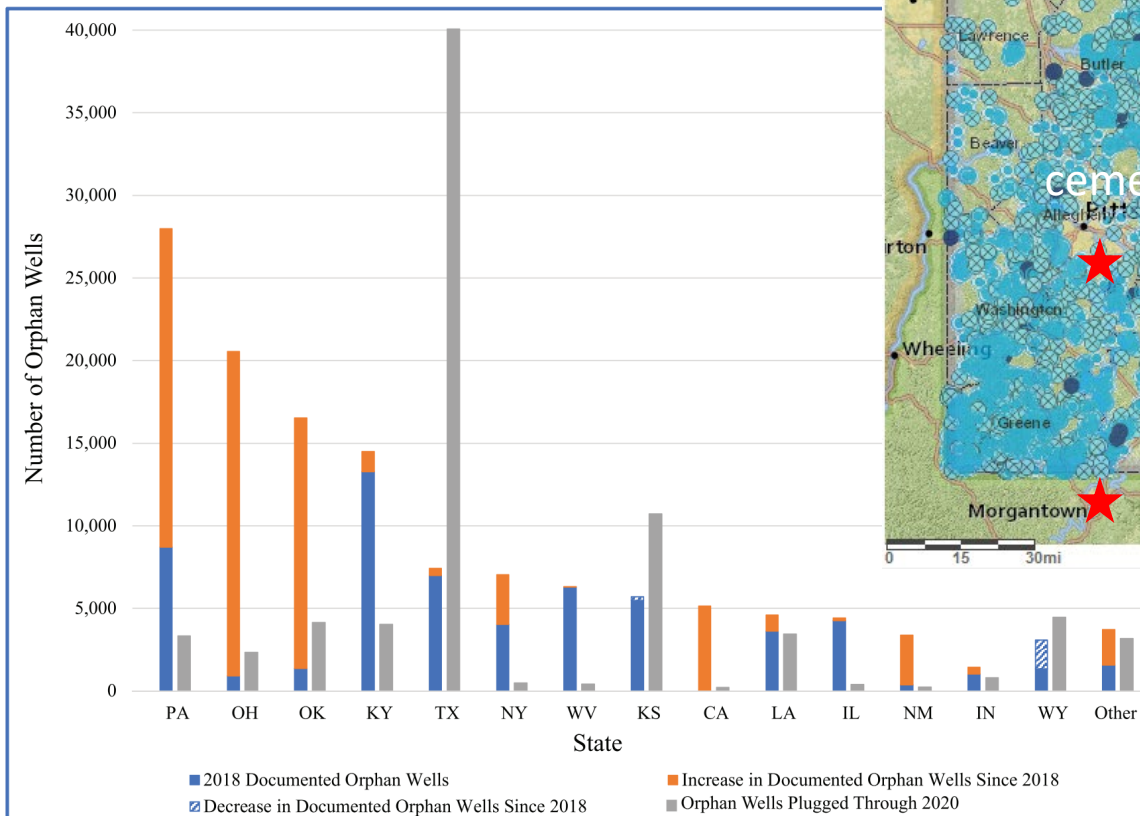 40,000
35,000
30,000
25,000
20,000
15,000
10,000
5,000
0
Number of Orphan Wells
PA OH OK KY TX NY WV KS CA LA IL NM IN WY Other
State
2018 Documented Orphan Wells
Increase in Documented Orphan Wells Since 2018
Decrease in Documented Orphan Wells Since 2018
Orphan Wells Plugged Through 2020
Lawrence
Butler
Beaver
ceme
Allegheny
rton
Washington
Wheeling
Greene
Morgantown
0 15 30mi